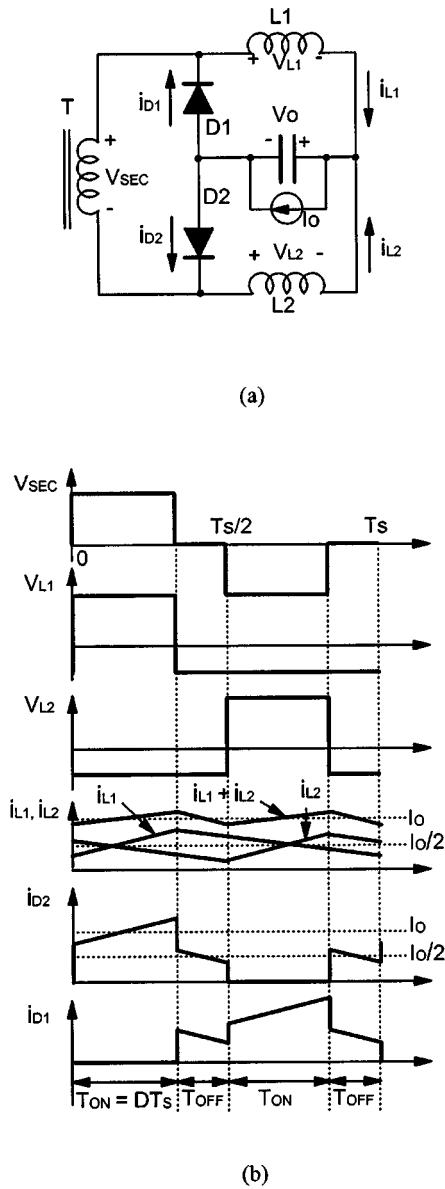 L1
+ VL1 -
T
iD1
D1
iL1
Vo
- +
+
VSEC
-
D2
Io
iD2
+ VL2 -
iL2
L2
(a)
VSEC
Ts/2
Ts
0
VL1
VL2
iL1, iL2
iL1
iL1 + iL2
iL2
Io
Io/2
iD2
Io
Io/2
iD1
TON = DTS
TOFF
TON
TOFF
(b)